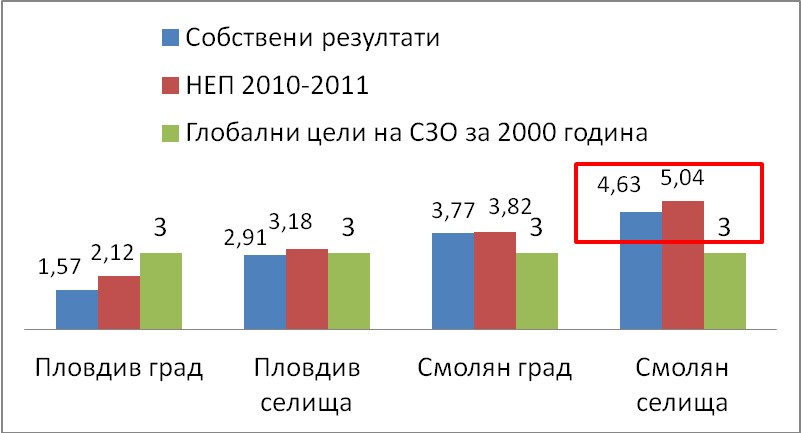 Собствени резултати
НЕП 2010-2011
Глобални цели на СЗО за 2000 година
1,57 2,12 3
2,91 3,18 3
3,77 3,82 3
4,63 5,04 3
Пловдив град
Пловдив
селища
Смолян град
Смолян
селища